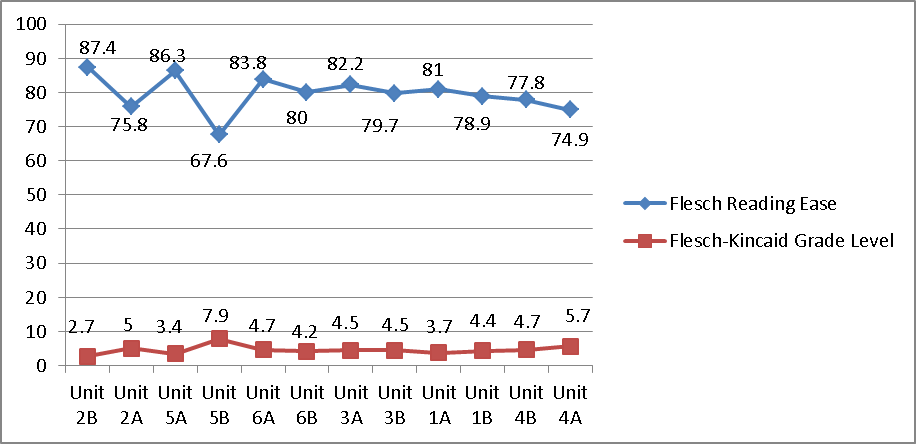 100
90
80
70
60
50
40
30
20
10
0
87.4
75.8
86.3
67.6
83.8
80
82.2
79.7
81
78.9
77.8
74.9
2.7
5
3.4
7.9
4.7
4.2
4.5
4.5
3.7
4.4
4.7
5.7
Unit 2B
Unit 2A
Unit 5A
Unit 5B
Unit 6A
Unit 6B
Unit 3A
Unit 3B
Unit 1A
Unit 1B
Unit 4B
Unit 4A
Flesch Reading Ease
Flesch-Kincaid Grade Level